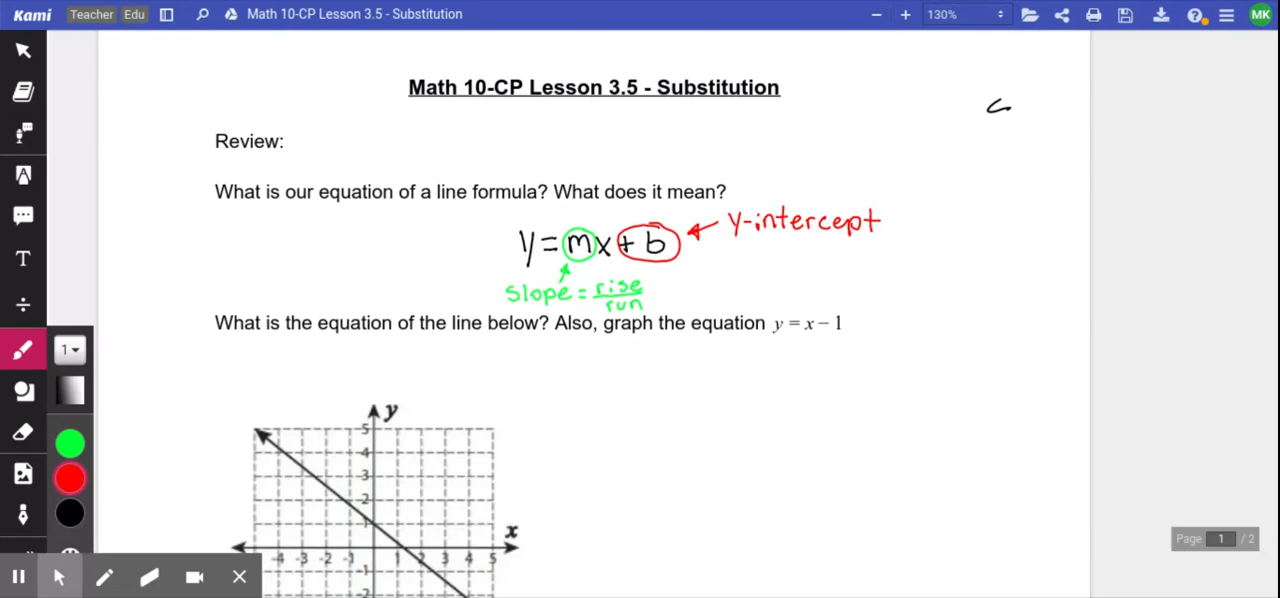 Kami Teacher Edu Math 10-CP Lesson 3.5 - Substitution 130% MK
Math 10-CP Lesson 3.5 - Substitution
Review:
What is our equation of a line formula? What does it mean?
y = mx + b ← y-intercept
slope = rise/run
What is the equation of the line below? Also, graph the equation y = x − 1
1
y
5
4
3
2
1
x
-4 -3 -2 -1 1 2 3 4 5
-1
-2
Page 1 / 2